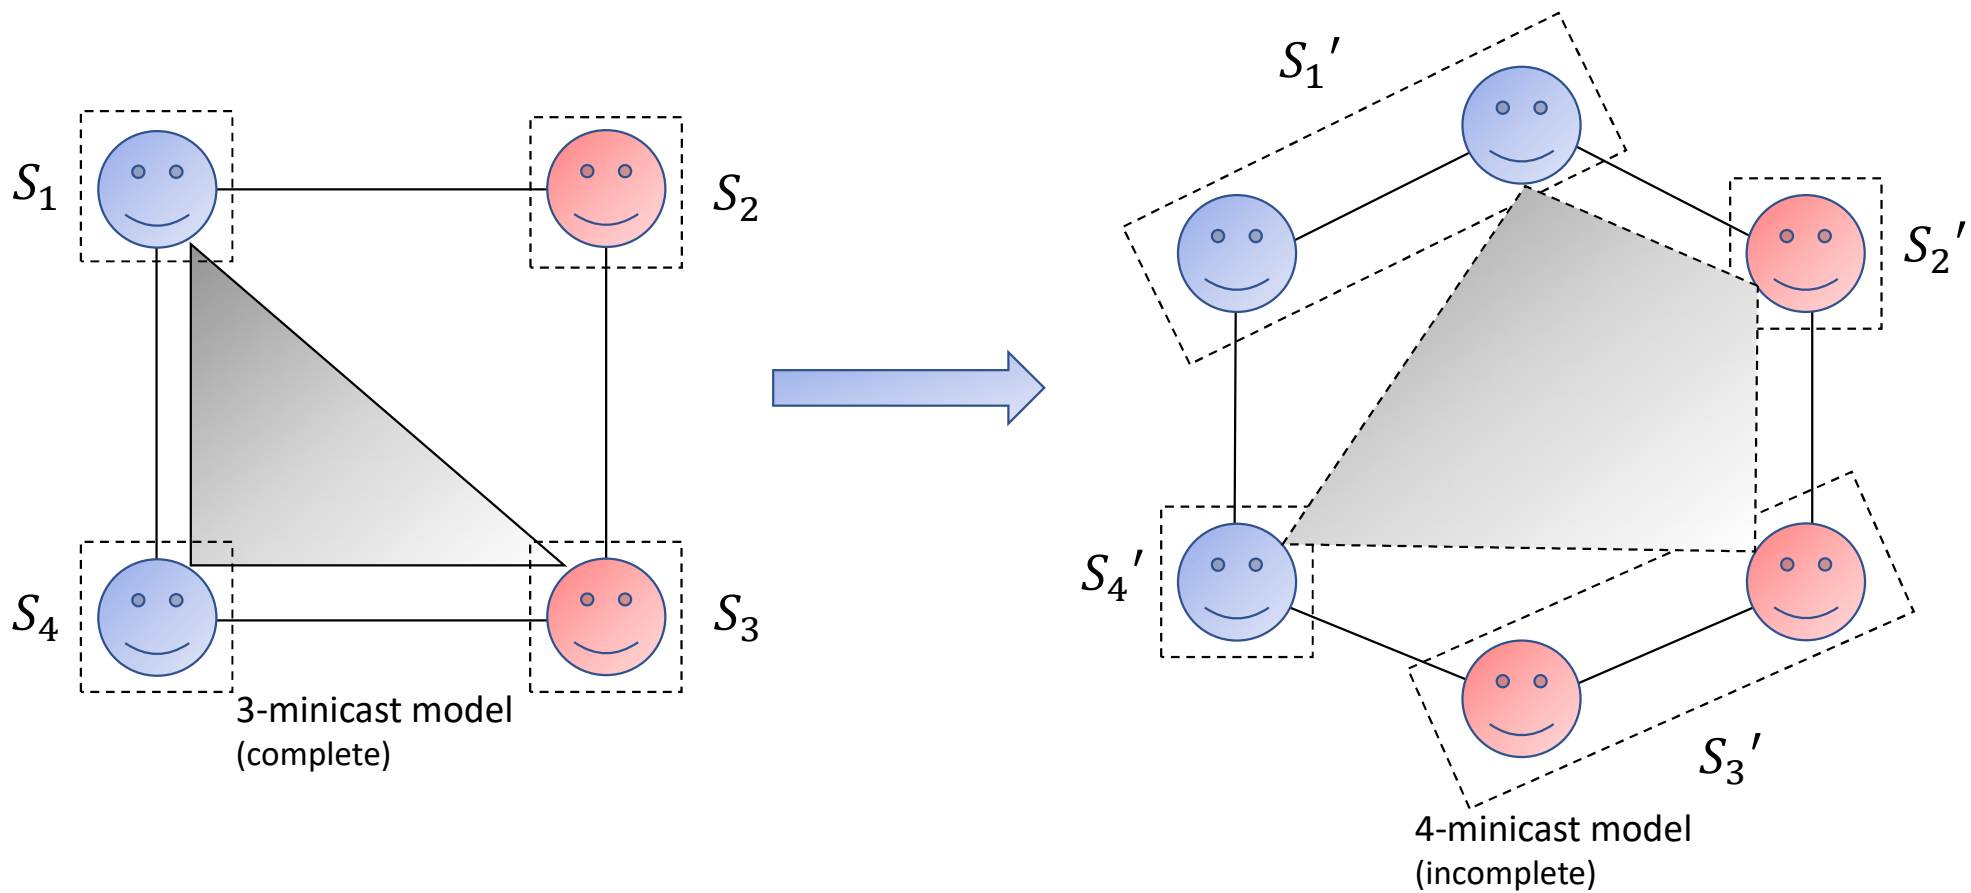 S₁
S₂
S₄
S₃
3-minicast model
(complete)
S₁′
S₂′
S₄′
S₃′
4-minicast model
(incomplete)